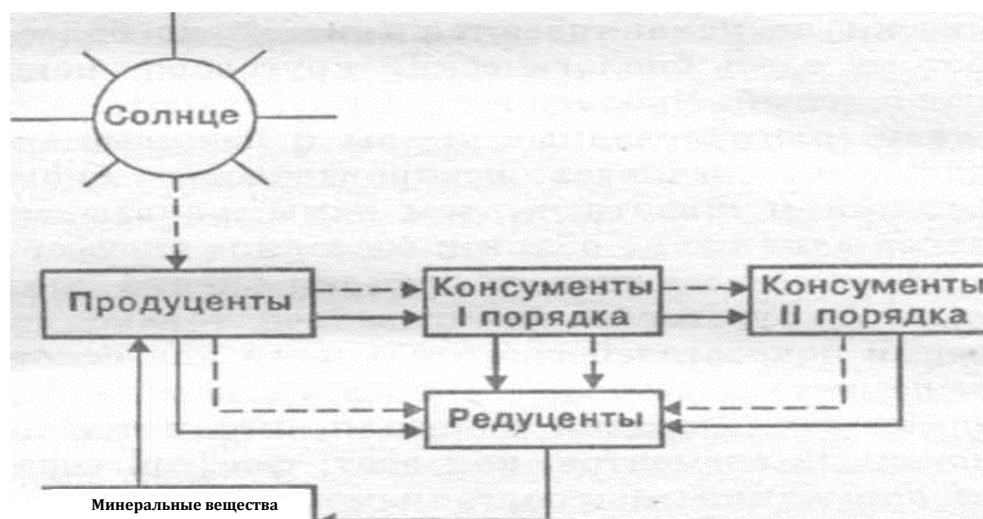 Солнце
Продуценты
Консументы
I порядка
Консументы
II порядка
Редуценты
Минеральные вещества